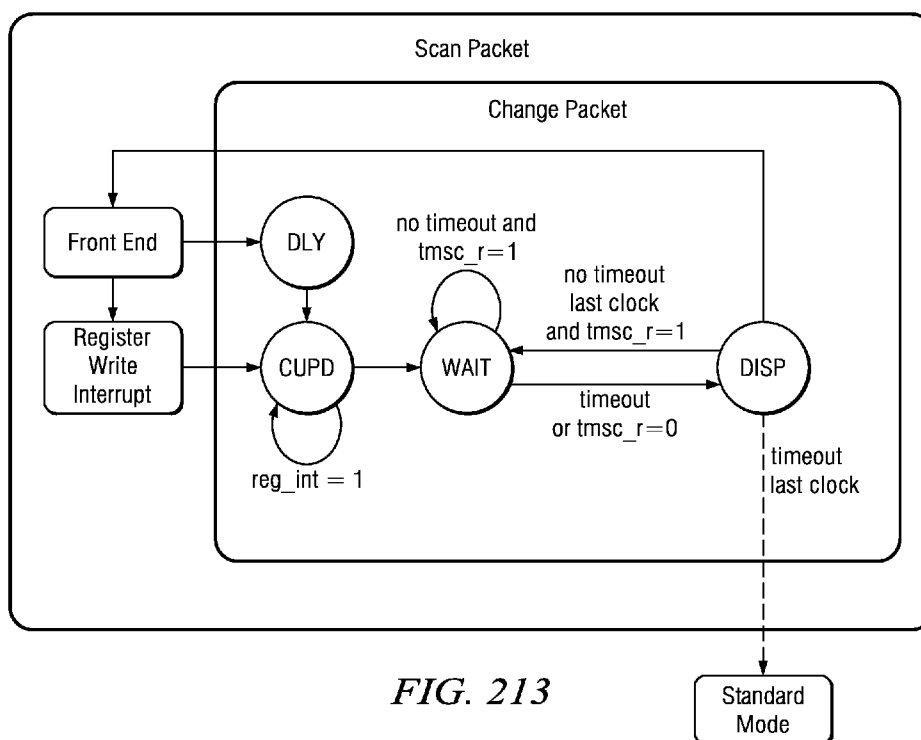 Scan Packet
Change Packet
Front End
DLY
no timeout and
tmsc_r=1
no timeout
last clock
and tmsc_r=1
Register
Write
Interrupt
CUPD
WAIT
DISP
timeout
or tmsc_r=0
reg_int = 1
timeout
last clock
FIG. 213
Standard
Mode